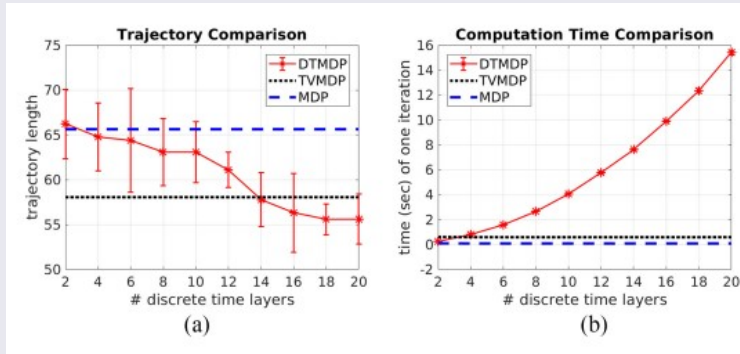 Trajectory Comparison
75
70
65
60
55
50
trajectory length
DTMDP
TVMDP
MDP
2 4 6 8 10 12 14 16 18 20
# discrete time layers
(a)
Computation Time Comparison
16
14
12
10
8
6
4
2
0
-2
time (sec) of one iteration
DTMDP
TVMDP
MDP
2 4 6 8 10 12 14 16 18 20
# discrete time layers
(b)